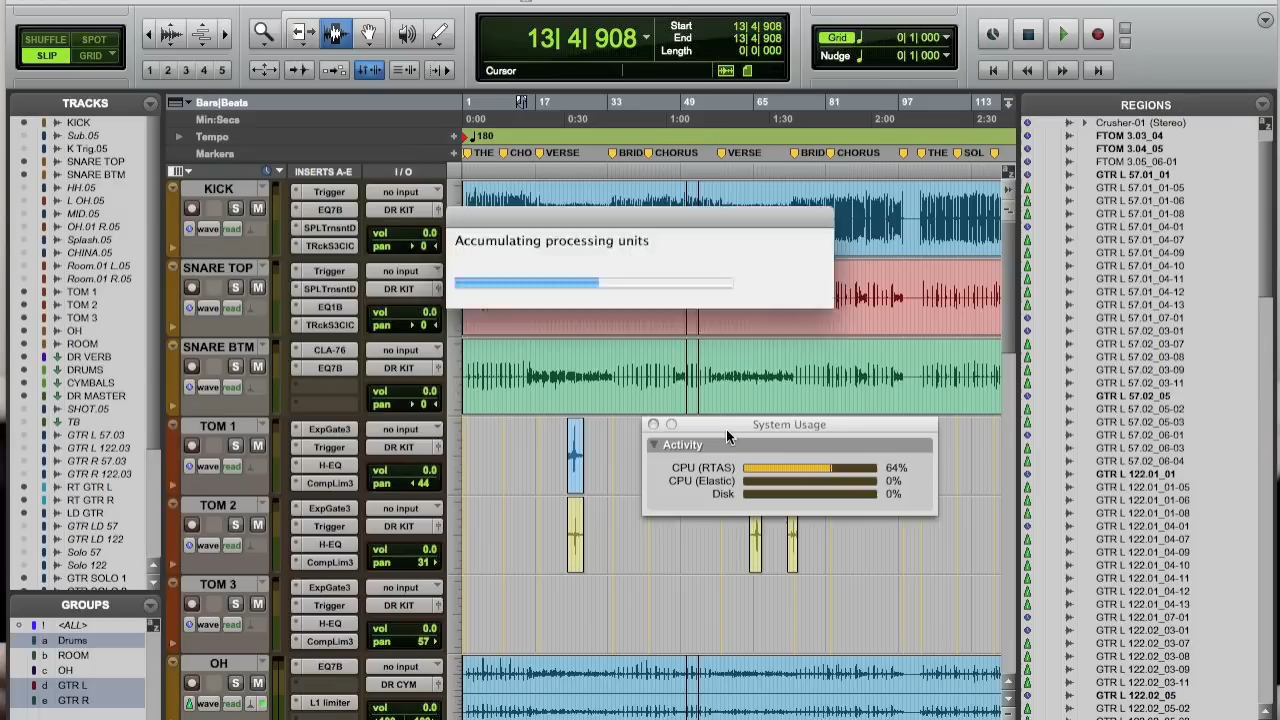 SHUFFLE SPOT
SLIP GRID
1 2 3 4 5
13| 4| 908
Start 13| 4| 908
End 13| 4| 908
Length 0| 0| 000
Cursor
Grid 0| 1| 000
Nudge 0| 1| 000
TRACKS
KICK
Sub.05
K Trig.05
SNARE TOP
SNARE BTM
HH.05
L OH.05
MID.05
OH.01 R.05
Splash.05
CHINA.05
Room.01 L.05
Room.01 R.05
TOM 1
TOM 2
TOM 3
OH
ROOM
DR VERB
DRUMS
CYMBALS
DR MASTER
SHOT.05
TB
GTR L 57.03
GTR L 122.03
GTR R 57.03
GTR R 122.03
RT GTR L
RT GTR R
LD GTR
GTR LD 57
GTR LD 122
Solo 57
Solo 122
GTR SOLO 1
GROUPS
! <ALL>
a Drums
b ROOM
c OH
d GTR L
e GTR R
Bars|Beats 1 17 33 49 65 81 97 113
Min:Secs 0:00 0:30 1:00 1:30 2:00 2:30
Tempo 180
Markers THE CHO VERSE BRID CHORUS VERSE BRID CHORUS THE SOL
INSERTS A-E I / O
KICK
S M
wave read
Trigger
EQ7B
SPLTrnsntD
TRckS3ClC
no input
DR KIT
vol 0.0
pan 0
SNARE TOP
S M
wave read
Trigger
SPLTrnsntD
EQ1B
TRckS3ClC
no input
DR KIT
vol 0.0
pan 0
SNARE BTM
S M
wave read
CLA-76
EQ7B
no input
DR KIT
vol 0.0
pan 0
TOM 1
S M
wave read
ExpGate3
Trigger
H-EQ
CompLim3
no input
DR KIT
vol 0.0
pan 44
TOM 2
S M
wave read
ExpGate3
Trigger
H-EQ
CompLim3
no input
DR KIT
vol 0.0
pan 31
TOM 3
S M
wave read
ExpGate3
Trigger
H-EQ
CompLim3
no input
DR KIT
vol 0.0
pan 57
OH
S M
wave read
EQ7B
L1 limiter
no input
DR CYM
vol 0.0
Accumulating processing units
System Usage
Activity
CPU (RTAS) 64%
CPU (Elastic) 0%
Disk 0%
REGIONS
Crusher-01 (Stereo)
FTOM 3.03_04
FTOM 3.04_05
FTOM 3.05_06-01
GTR L 57.01_01
GTR L 57.01_01-05
GTR L 57.01_01-06
GTR L 57.01_01-08
GTR L 57.01_04-01
GTR L 57.01_04-07
GTR L 57.01_04-09
GTR L 57.01_04-10
GTR L 57.01_04-11
GTR L 57.01_04-12
GTR L 57.01_04-13
GTR L 57.01_07-01
GTR L 57.02_03-01
GTR L 57.02_03-07
GTR L 57.02_03-08
GTR L 57.02_03-09
GTR L 57.02_03-11
GTR L 57.02_05
GTR L 57.02_05-02
GTR L 57.02_05-03
GTR L 57.02_06-01
GTR L 57.02_06-03
GTR L 57.02_06-04
GTR L 122.01_01
GTR L 122.01_01-05
GTR L 122.01_01-06
GTR L 122.01_01-08
GTR L 122.01_04-01
GTR L 122.01_04-07
GTR L 122.01_04-09
GTR L 122.01_04-10
GTR L 122.01_04-11
GTR L 122.01_04-12
GTR L 122.01_04-13
GTR L 122.01_07-01
GTR L 122.02_03-01
GTR L 122.02_03-07
GTR L 122.02_03-08
GTR L 122.02_03-09
GTR L 122.02_03-11
GTR L 122.02_05